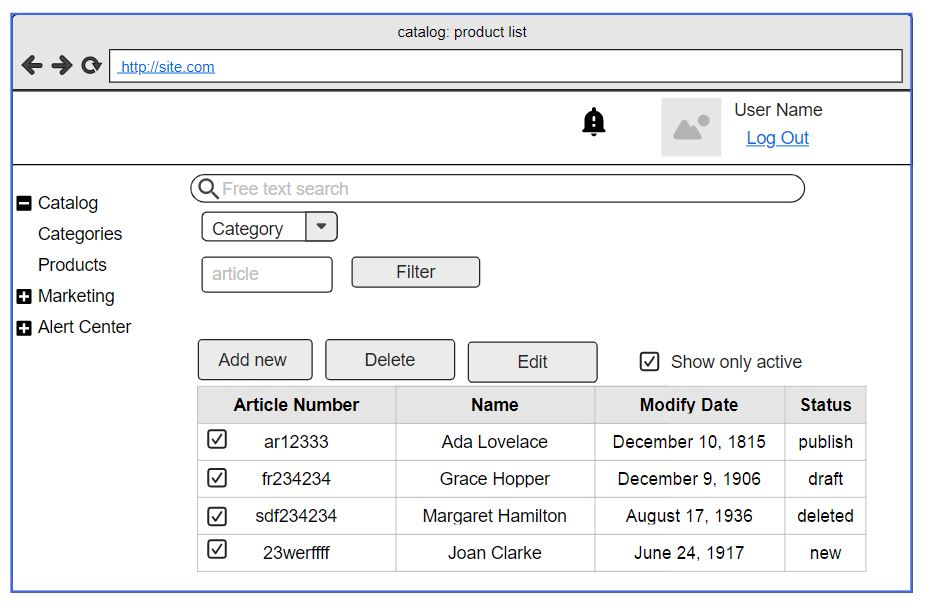 catalog: product list
http://site.com
User Name
Log Out
Free text search
Catalog
Categories
Products
Marketing
Alert Center
Category
article
Filter
Add new
Delete
Edit
Show only active
Article Number Name Modify Date Status
ar12333 Ada Lovelace December 10, 1815 publish
fr234234 Grace Hopper December 9, 1906 draft
sdf234234 Margaret Hamilton August 17, 1936 deleted
23werffff Joan Clarke June 24, 1917 new